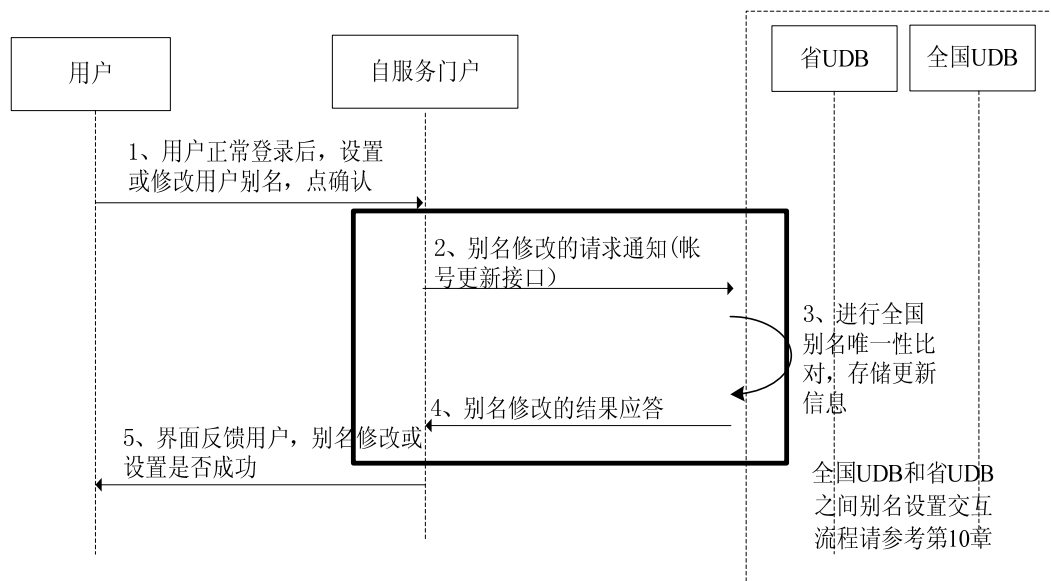 用户
自服务门户
省UDB
全国UDB
1、用户正常登录后，设置
或修改用户别名，点确认
2、别名修改的请求通知(帐
号更新接口）
3、进行全国
别名唯一性比
对，存储更新
信息
4、别名修改的结果应答
5、界面反馈用户，别名修改或
设置是否成功
全国UDB和省UDB
之间别名设置交互
流程请参考第10章